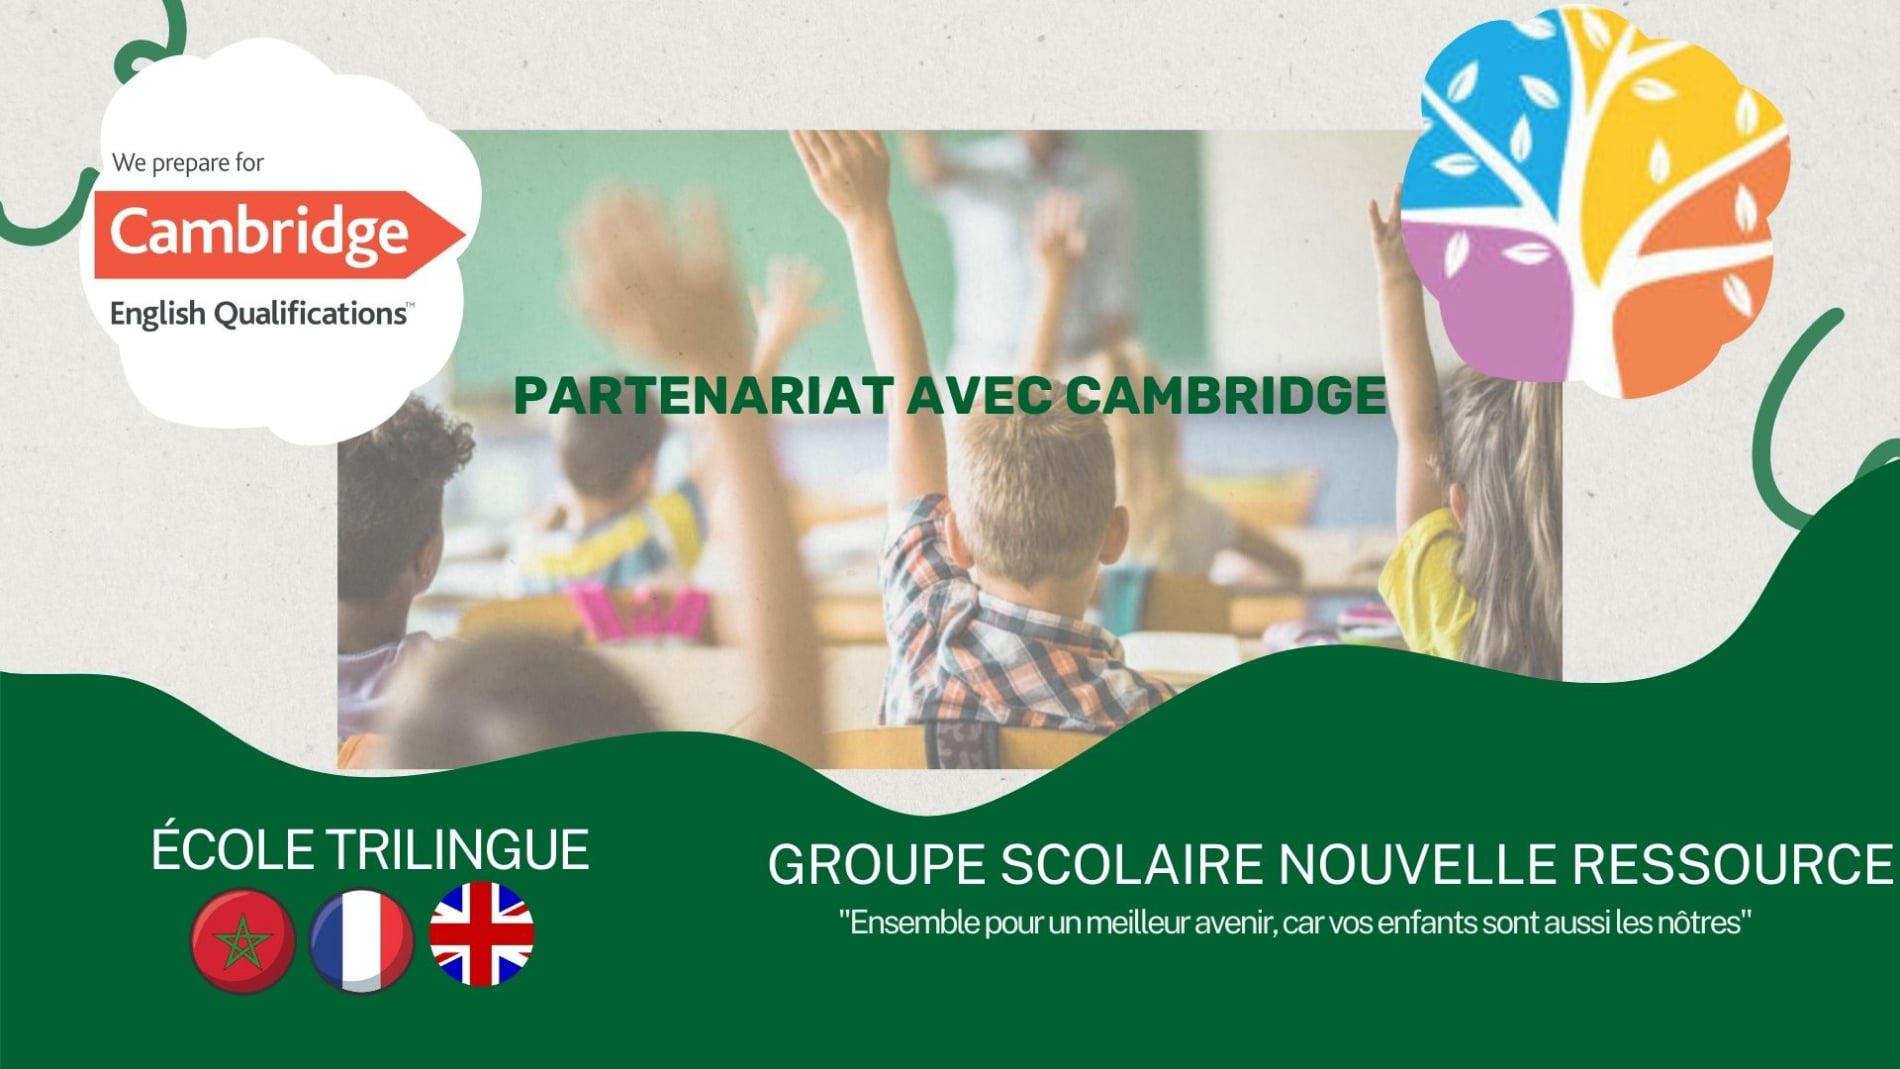 We prepare for
Cambridge
English Qualifications™
PARTENARIAT AVEC CAMBRIDGE
ÉCOLE TRILINGUE
GROUPE SCOLAIRE NOUVELLE RESSOURCE
"Ensemble pour un meilleur avenir, car vos enfants sont aussi les nôtres"